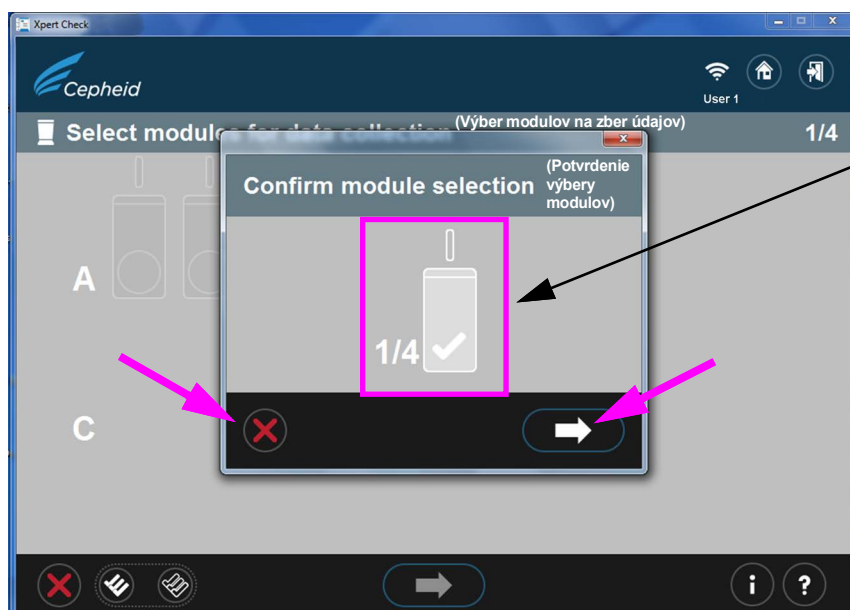 Xpert Check
Cepheid
User 1
Select modules for data collection (Výber modulov na zber údajov) 1/4
Confirm module selection (Potvrdenie
výbery
modulov)
A
1/4
C
i ?